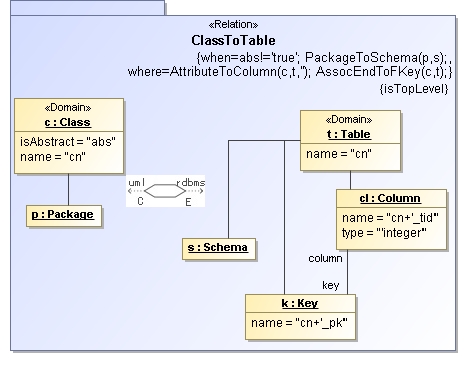 «Relation»
ClassToTable
{when=abs!='true'; PackageToSchema(p,s);,
where=AttributeToColumn(c,t,''); AssocEndToFKey(c,t);}
{isTopLevel}
«Domain»
c : Class
isAbstract = "abs"
name = "cn"
p : Package
uml rdbms
C E
«Domain»
t : Table
name = "cn"
s : Schema
cl : Column
name = "cn+'_tid'"
type = "'integer'"
column
key
k : Key
name = "cn+'_pk'"